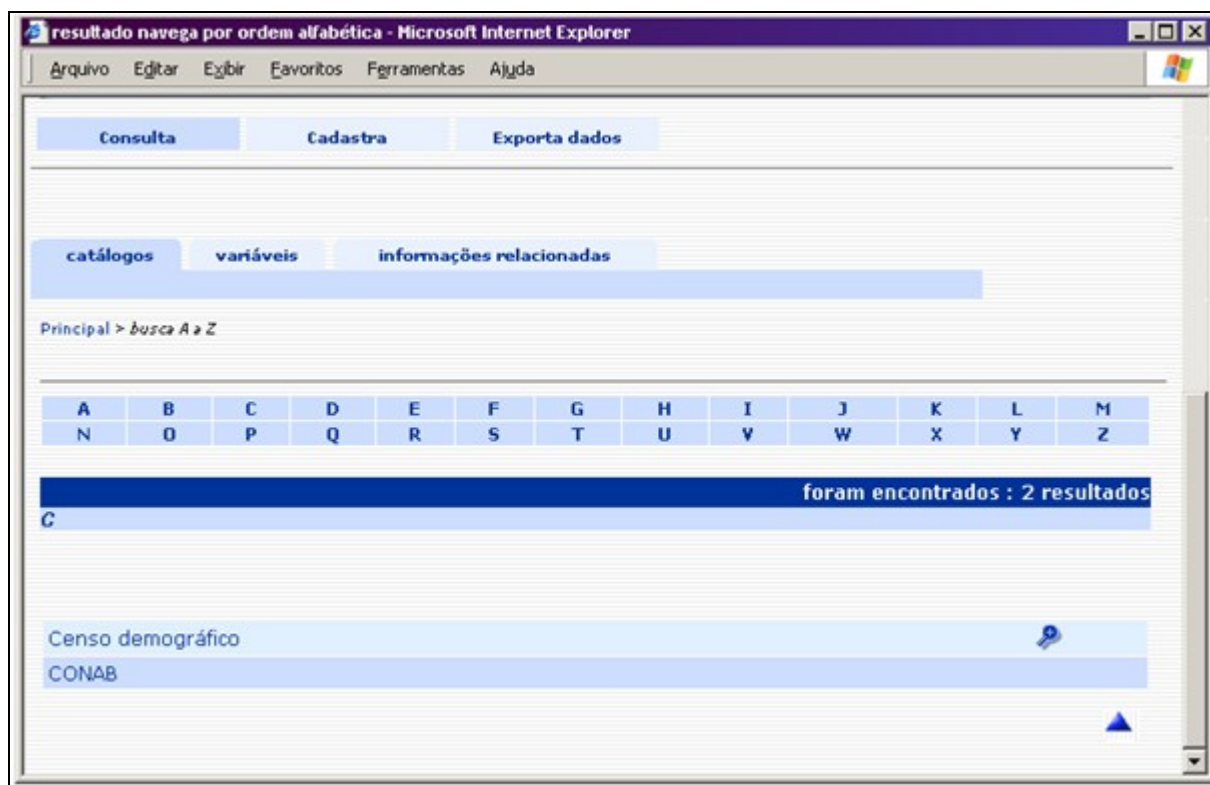 resultado navega por ordem alfabética - Microsoft Internet Explorer
Arquivo Editar Exibir Favoritos Ferramentas Ajuda
Consulta Cadastra Exporta dados
catálogos variáveis informações relacionadas
Principal > busca A a Z
A B C D E F G H I J K L M
N O P Q R S T U V W X Y Z
foram encontrados : 2 resultados
C
Censo demográfico
CONAB